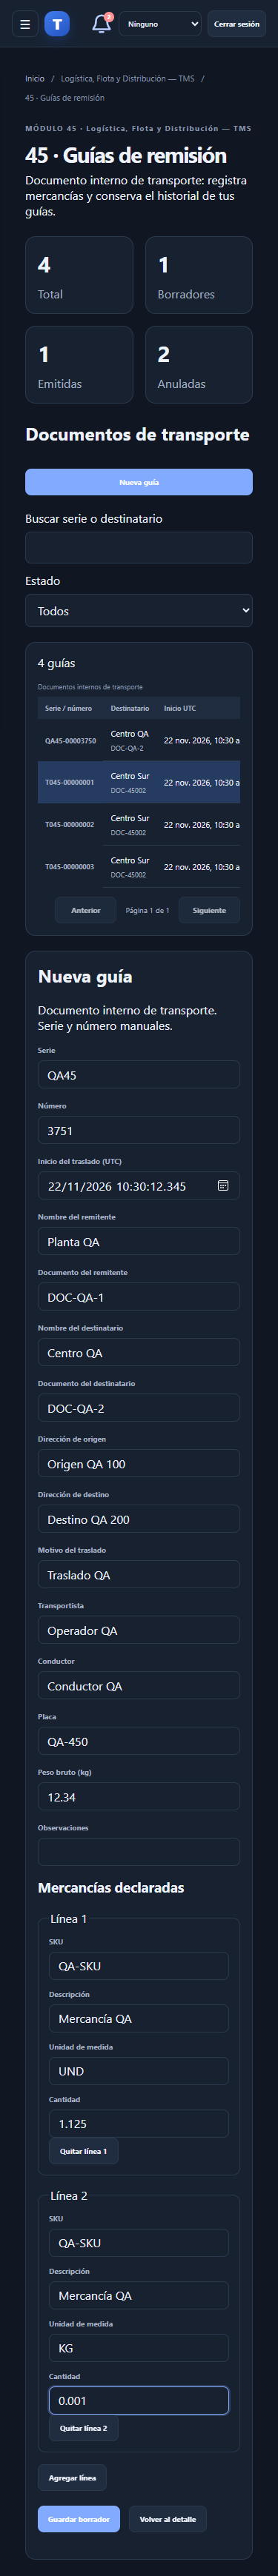 ☰ T 2 Ninguno Cerrar sesión
Inicio / Logística, Flota y Distribución — TMS /
45 · Guías de remisión
MÓDULO 45 · Logística, Flota y Distribución — TMS
45 · Guías de remisión
Documento interno de transporte: registra
mercancías y conserva el historial de tus
guías.
4
Total
1
Borradores
1
Emitidas
2
Anuladas
Documentos de transporte
Nueva guía
Buscar serie o destinatario
Estado
Todos
4 guías
Documentos internos de transporte
Serie / número Destinatario Inicio UTC
QA45-00003750 Centro QA DOC-QA-2 22 nov. 2026, 10:30 a
T045-00000001 Centro Sur DOC-45002 22 nov. 2026, 10:30 a
T045-00000002 Centro Sur DOC-45002 22 nov. 2026, 10:30 a
T045-00000003 Centro Sur DOC-45002 22 nov. 2026, 10:30 a
Anterior Página 1 de 1 Siguiente
Nueva guía
Documento interno de transporte.
Serie y número manuales.
Serie
QA45
Número
3751
Inicio del traslado (UTC)
22/11/2026 10:30:12.345
Nombre del remitente
Planta QA
Documento del remitente
DOC-QA-1
Nombre del destinatario
Centro QA
Documento del destinatario
DOC-QA-2
Dirección de origen
Origen QA 100
Dirección de destino
Destino QA 200
Motivo del traslado
Traslado QA
Transportista
Operador QA
Conductor
Conductor QA
Placa
QA-450
Peso bruto (kg)
12.34
Observaciones
Mercancías declaradas
Línea 1
SKU
QA-SKU
Descripción
Mercancía QA
Unidad de medida
UND
Cantidad
1.125
Quitar línea 1
Línea 2
SKU
QA-SKU
Descripción
Mercancía QA
Unidad de medida
KG
Cantidad
0.001
Quitar línea 2
Agregar línea
Guardar borrador Volver al detalle